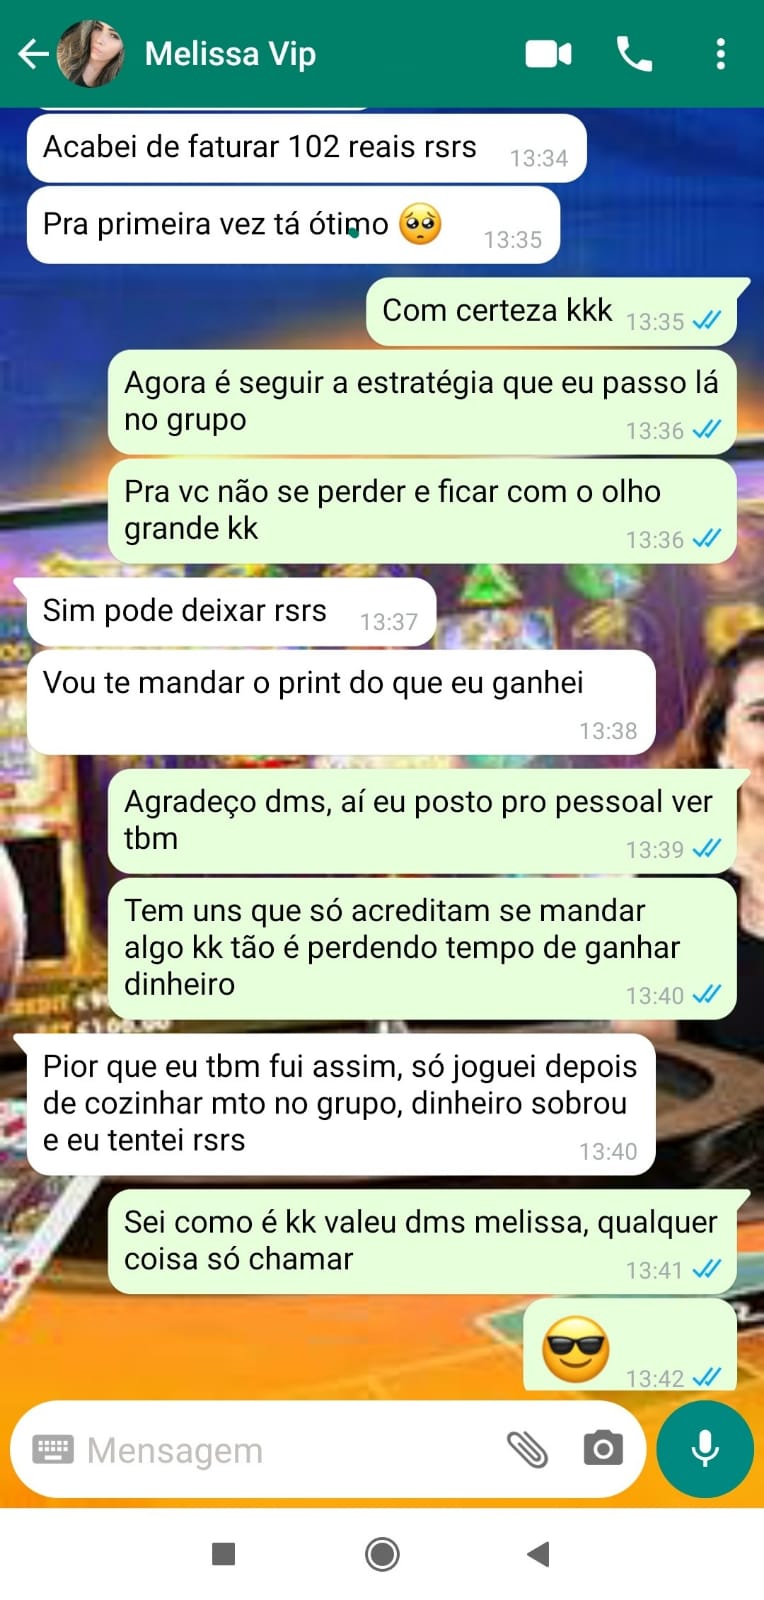 Melissa Vip
Acabei de faturar 102 reais rsrs
13:34
Pra primeira vez tá ótimo 🥺
13:35
Com certeza kkk
13:35
Agora é seguir a estratégia que eu passo lá
no grupo
13:36
Pra vc não se perder e ficar com o olho
grande kk
13:36
Sim pode deixar rsrs
13:37
Vou te mandar o print do que eu ganhei
13:38
Agradeço dms, aí eu posto pro pessoal ver
tbm
13:39
Tem uns que só acreditam se mandar
algo kk tão é perdendo tempo de ganhar
dinheiro
13:40
Pior que eu tbm fui assim, só joguei depois
de cozinhar mto no grupo, dinheiro sobrou
e eu tentei rsrs
13:40
Sei como é kk valeu dms melissa, qualquer
coisa só chamar
13:41
😎
13:42
Mensagem